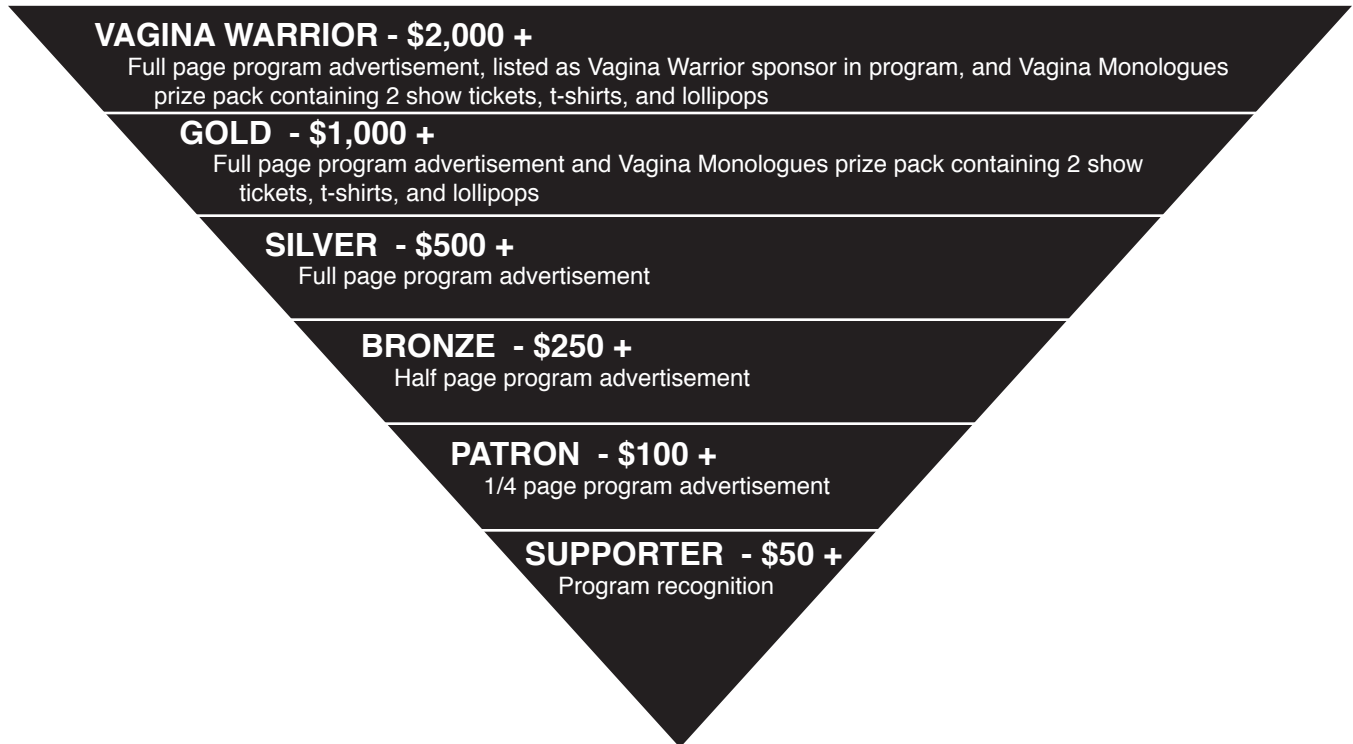 VAGINA WARRIOR - $2,000 +
Full page program advertisement, listed as Vagina Warrior sponsor in program, and Vagina Monologues
prize pack containing 2 show tickets, t-shirts, and lollipops
GOLD - $1,000 +
Full page program advertisement and Vagina Monologues prize pack containing 2 show
tickets, t-shirts, and lollipops
SILVER - $500 +
Full page program advertisement
BRONZE - $250 +
Half page program advertisement
PATRON - $100 +
1/4 page program advertisement
SUPPORTER - $50 +
Program recognition